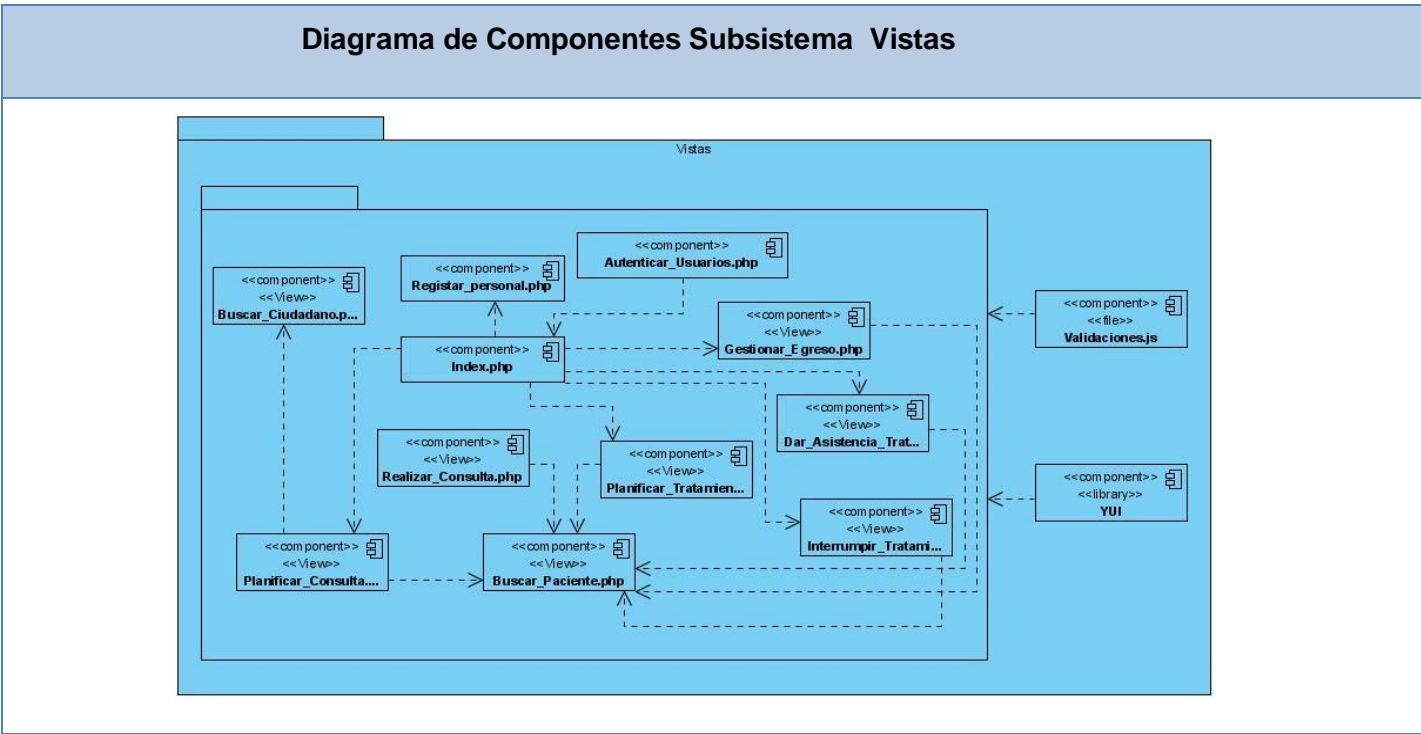 Diagrama de Componentes Subsistema Vistas
Vistas
<<component>>
Autenticar_Usuarios.php
<<component>>
Registar_personal.php
<<component>>
<<View>>
Buscar_Ciudadano.p...
<<component>>
<<View>>
Gestionar_Egreso.php
<<component>>
<<file>>
Validaciones.js
<<component>>
Index.php
<<component>>
<<View>>
Dar_Asistencia_Trat...
<<component>>
<<View>>
Realizar_Consulta.php
<<component>>
<<View>>
Planificar_Tratamien...
<<component>>
<<library>>
YUI
<<component>>
<<View>>
Interrumpir_Tratami...
<<component>>
<<View>>
Planificar_Consulta....
<<component>>
<<View>>
Buscar_Paciente.php